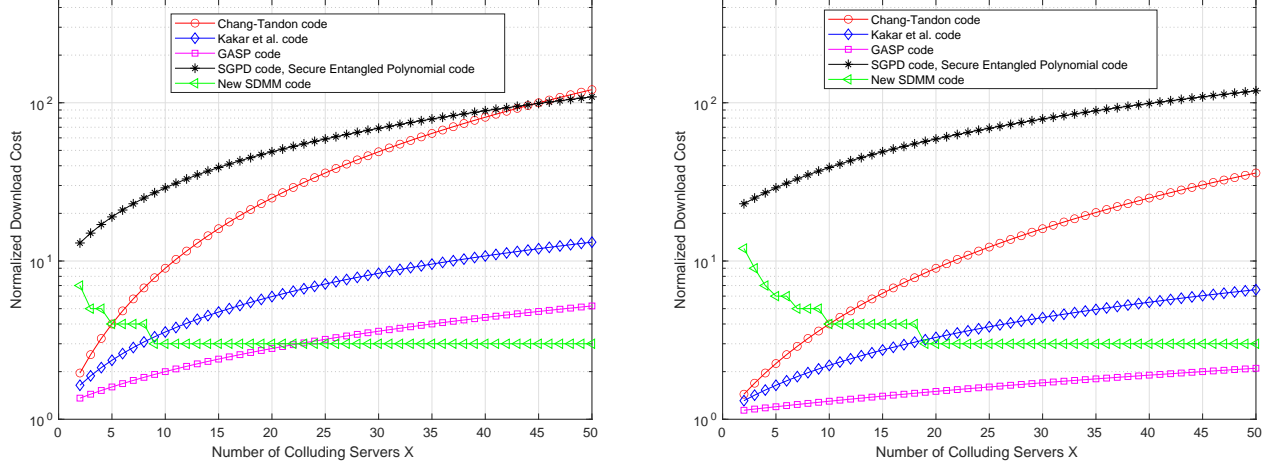 Chang-Tandon code
Kakar et al. code
GASP code
SGPD code, Secure Entangled Polynomial code
New SDMM code
Normalized Download Cost
10^2
10^1
10^0
0 5 10 15 20 25 30 35 40 45 50
Number of Colluding Servers X
Chang-Tandon code
Kakar et al. code
GASP code
SGPD code, Secure Entangled Polynomial code
New SDMM code
Normalized Download Cost
10^2
10^1
10^0
0 5 10 15 20 25 30 35 40 45 50
Number of Colluding Servers X